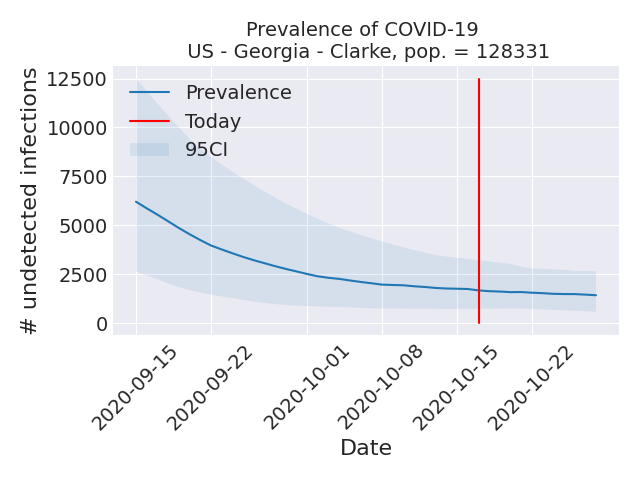 Prevalence of COVID-19
US - Georgia - Clarke, pop. = 128331
# undetected infections
12500
10000
7500
5000
2500
0
Prevalence
Today
95CI
2020-09-15
2020-09-22
2020-10-01
2020-10-08
2020-10-15
2020-10-22
Date